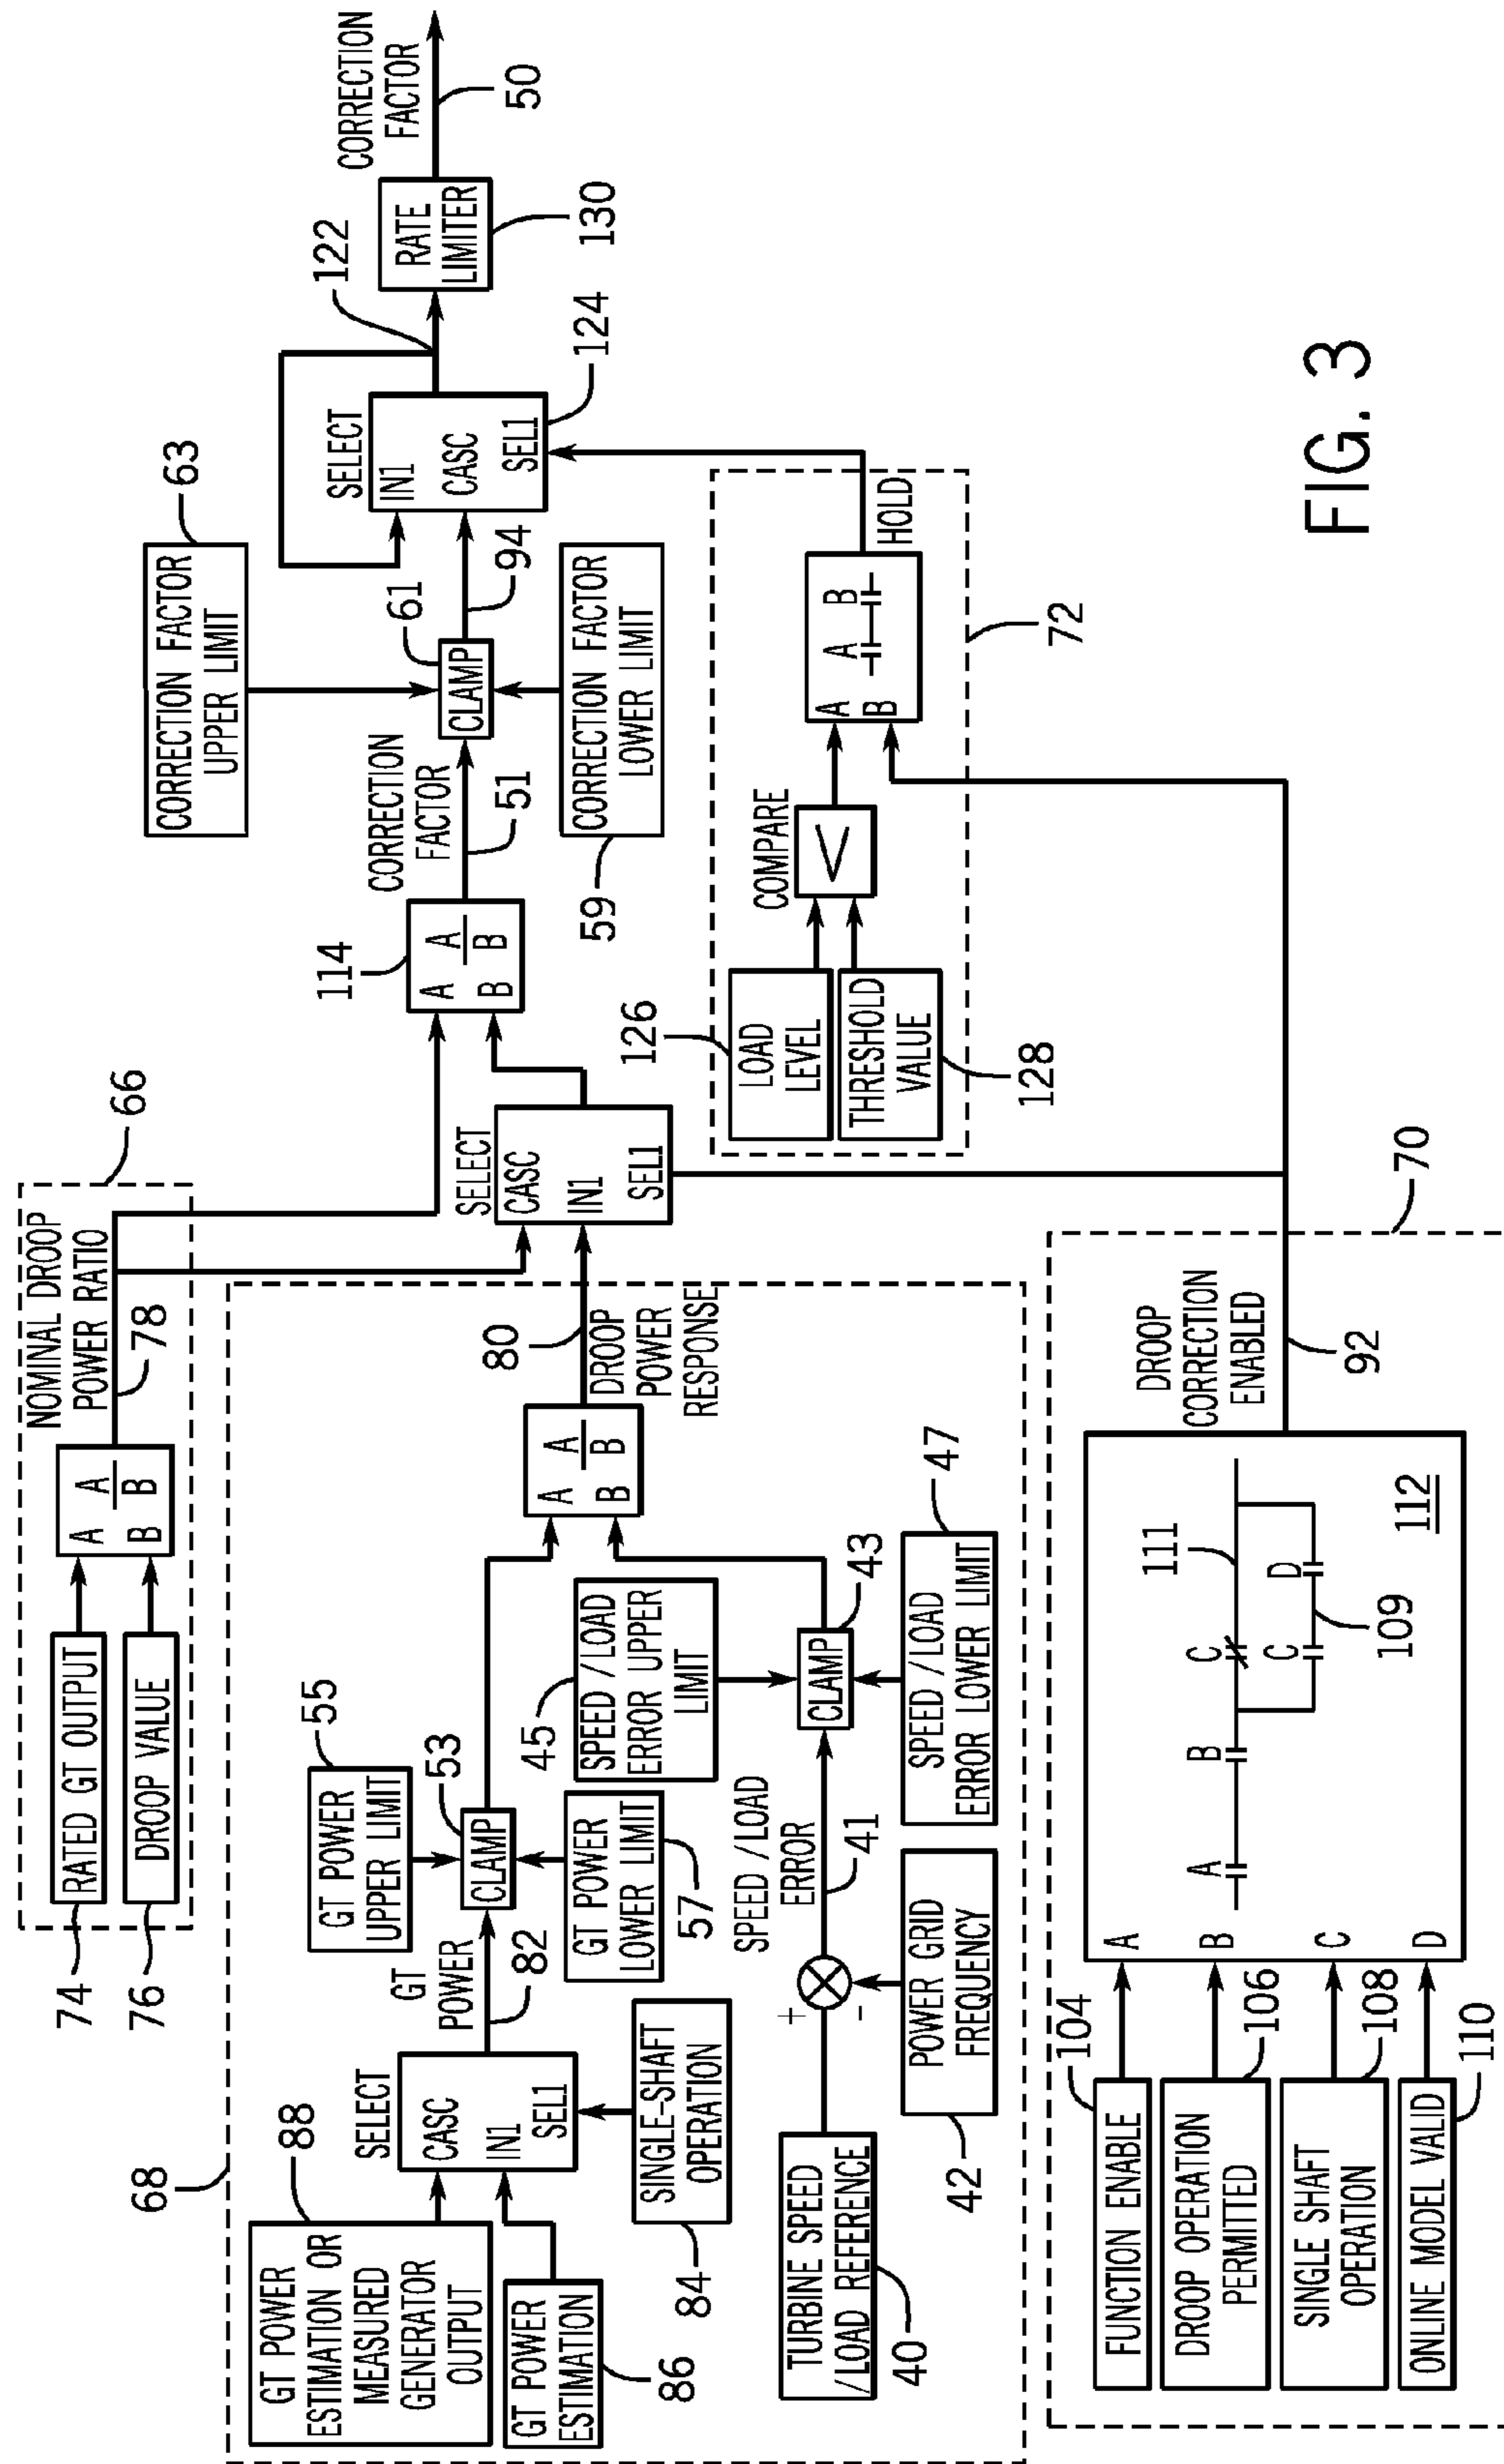 66
NOMINAL DROOP
POWER RATIO
78
74
RATED GT OUTPUT
76
DROOP VALUE
A
B
A
B
68
88
GT POWER
ESTIMATION OR
MEASURED
GENERATOR
OUTPUT
GT POWER
ESTIMATION
86
SELECT
CASC
IN1
SEL1
SINGLE-SHAFT
OPERATION
84
GT
POWER
82
55
GT POWER
UPPER LIMIT
53
CLAMP
GT POWER
LOWER LIMIT
57
TURBINE SPEED
/LOAD REFERENCE
40
+
-
POWER GRID
FREQUENCY
42
SPEED /LOAD
ERROR
41
45
SPEED /LOAD
ERROR UPPER
LIMIT
CLAMP
43
SPEED /LOAD
ERROR LOWER LIMIT
47
A
B
A
B
80
DROOP
POWER
RESPONSE
SELECT
CASC
IN1
SEL1
114
A
B
A
B
CORRECTION
FACTOR
51
63
CORRECTION FACTOR
UPPER LIMIT
61
CLAMP
94
CORRECTION FACTOR
LOWER LIMIT
59
SELECT
IN1
CASC
SEL1
124
122
RATE
LIMITER
130
CORRECTION
FACTOR
50
126
LOAD
LEVEL
THRESHOLD
VALUE
128
COMPARE
<
A
B
A B
HOLD
72
70
104
FUNCTION ENABLE
DROOP OPERATION
PERMITTED
106
SINGLE SHAFT
OPERATION
108
ONLINE MODEL VALID
110
A
B
C
D
A B C
111
C D
109
112
DROOP
CORRECTION
ENABLED
92
FIG. 3